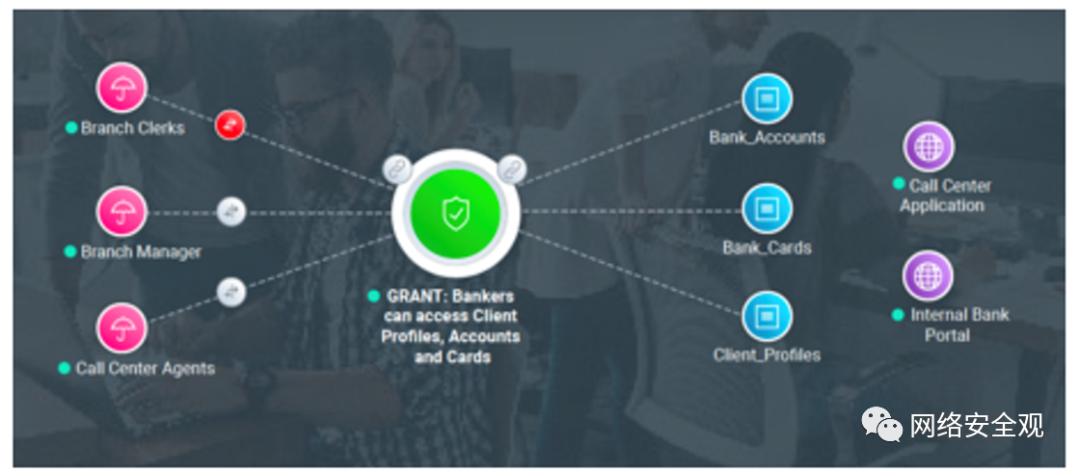 Branch Clerks
Branch Manager
Call Center Agents
GRANT: Bankers
can access Client
Profiles, Accounts
and Cards
Bank_Accounts
Bank_Cards
Client_Profiles
Call Center
Application
Internal Bank
Portal
网络安全观